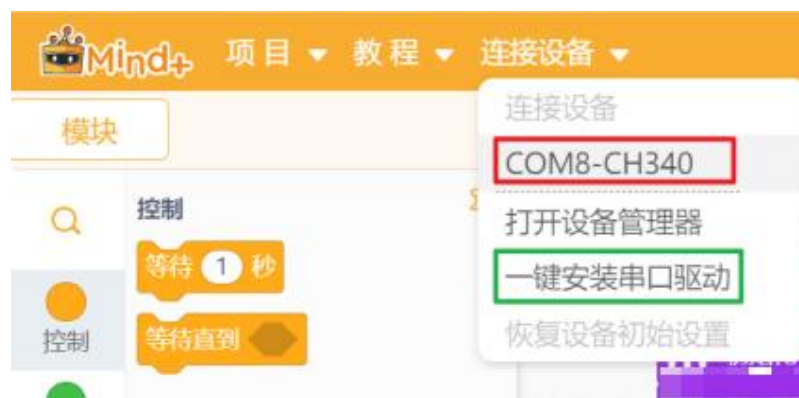 Mind+ 项目 教程 连接设备
连接设备
模块
COM8-CH340
控制
打开设备管理器
等待 1 秒
一键安装串口驱动
控制
等待直到
恢复设备初始设置